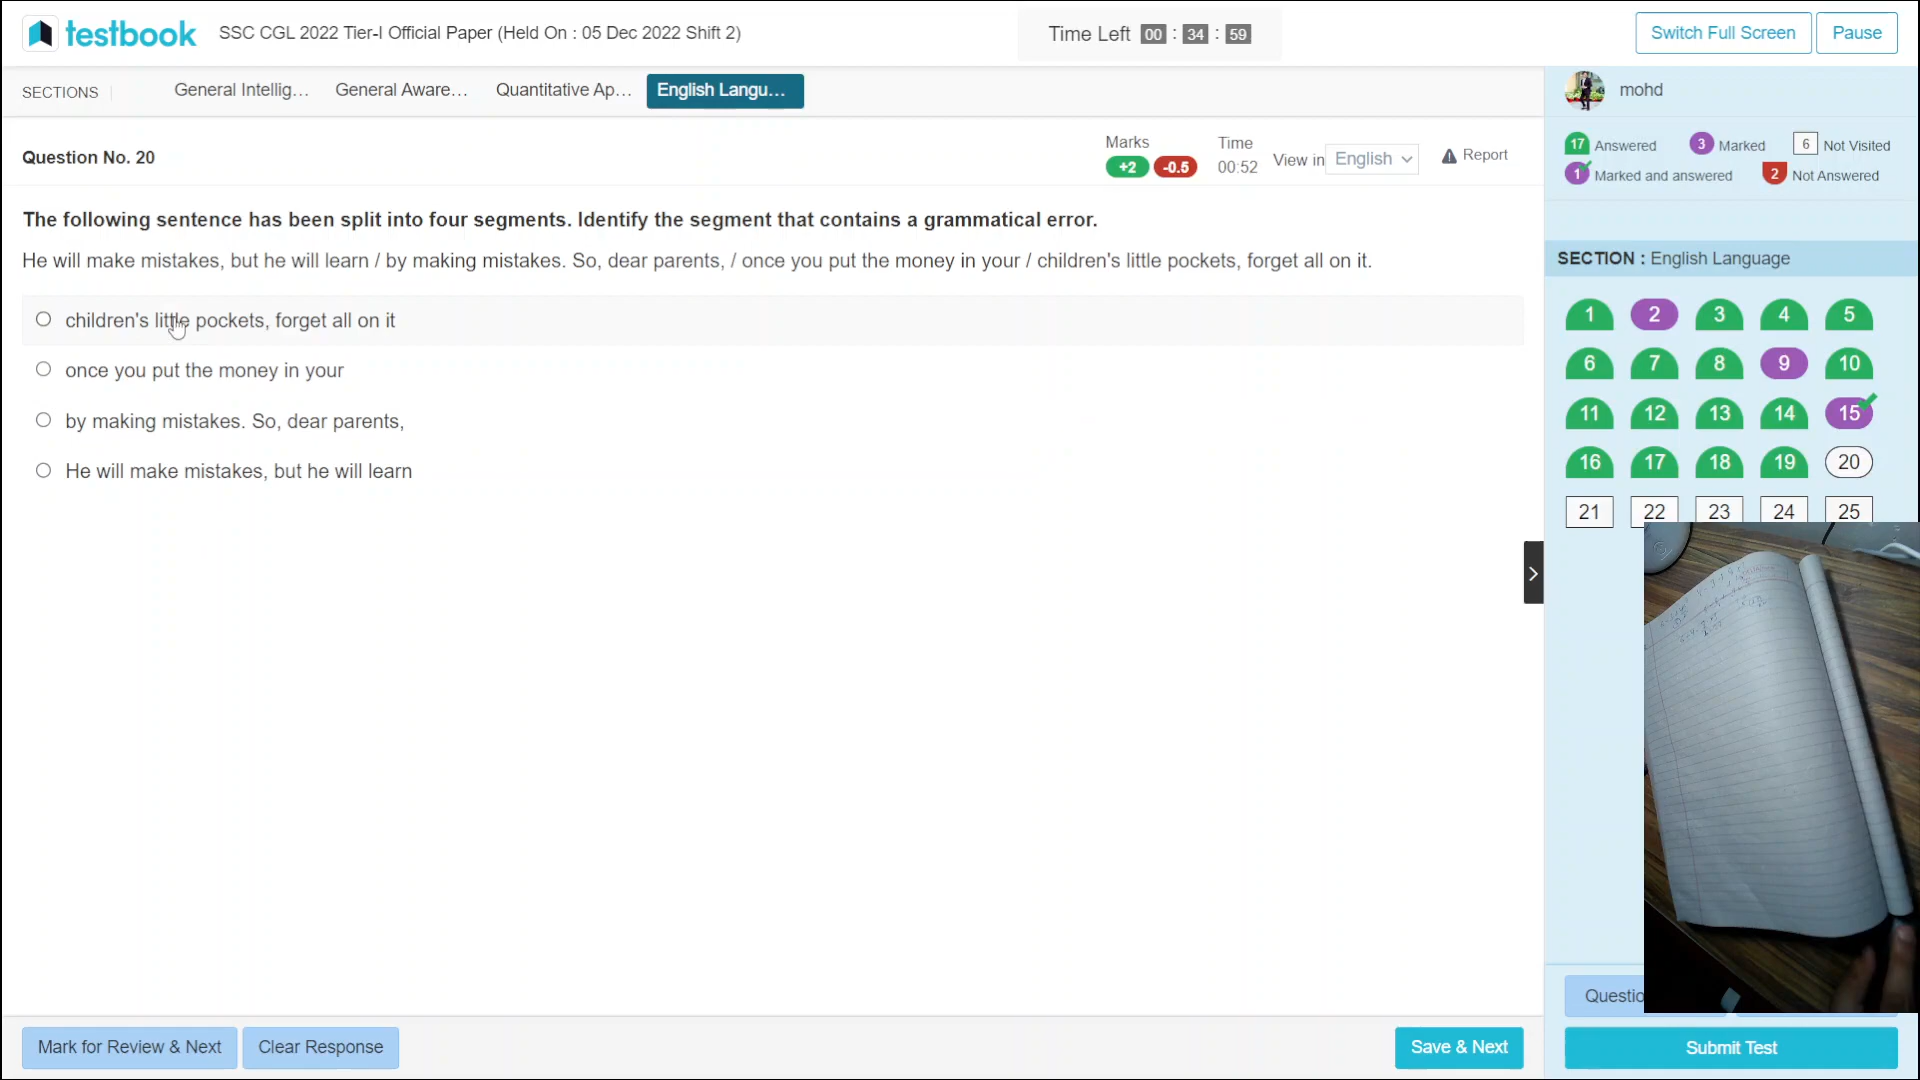 testbook
SSC CGL 2022 Tier-I Official Paper (Held On : 05 Dec 2022 Shift 2)
Time Left 00 : 34 : 59
Switch Full Screen
Pause
SECTIONS
General Intellig...
General Aware...
Quantitative Ap...
English Langu...
mohd
Question No. 20
Marks
+2 -0.5
Time
00:52
View in English
Report
17 Answered
3 Marked
6 Not Visited
1 Marked and answered
2 Not Answered
The following sentence has been split into four segments. Identify the segment that contains a grammatical error.
He will make mistakes, but he will learn / by making mistakes. So, dear parents, / once you put the money in your / children's little pockets, forget all on it.
children's little pockets, forget all on it
once you put the money in your
by making mistakes. So, dear parents,
He will make mistakes, but he will learn
SECTION : English Language
1 2 3 4 5
6 7 8 9 10
11 12 13 14 15
16 17 18 19 20
21 22 23 24 25
Questio
Mark for Review & Next
Clear Response
Save & Next
Submit Test